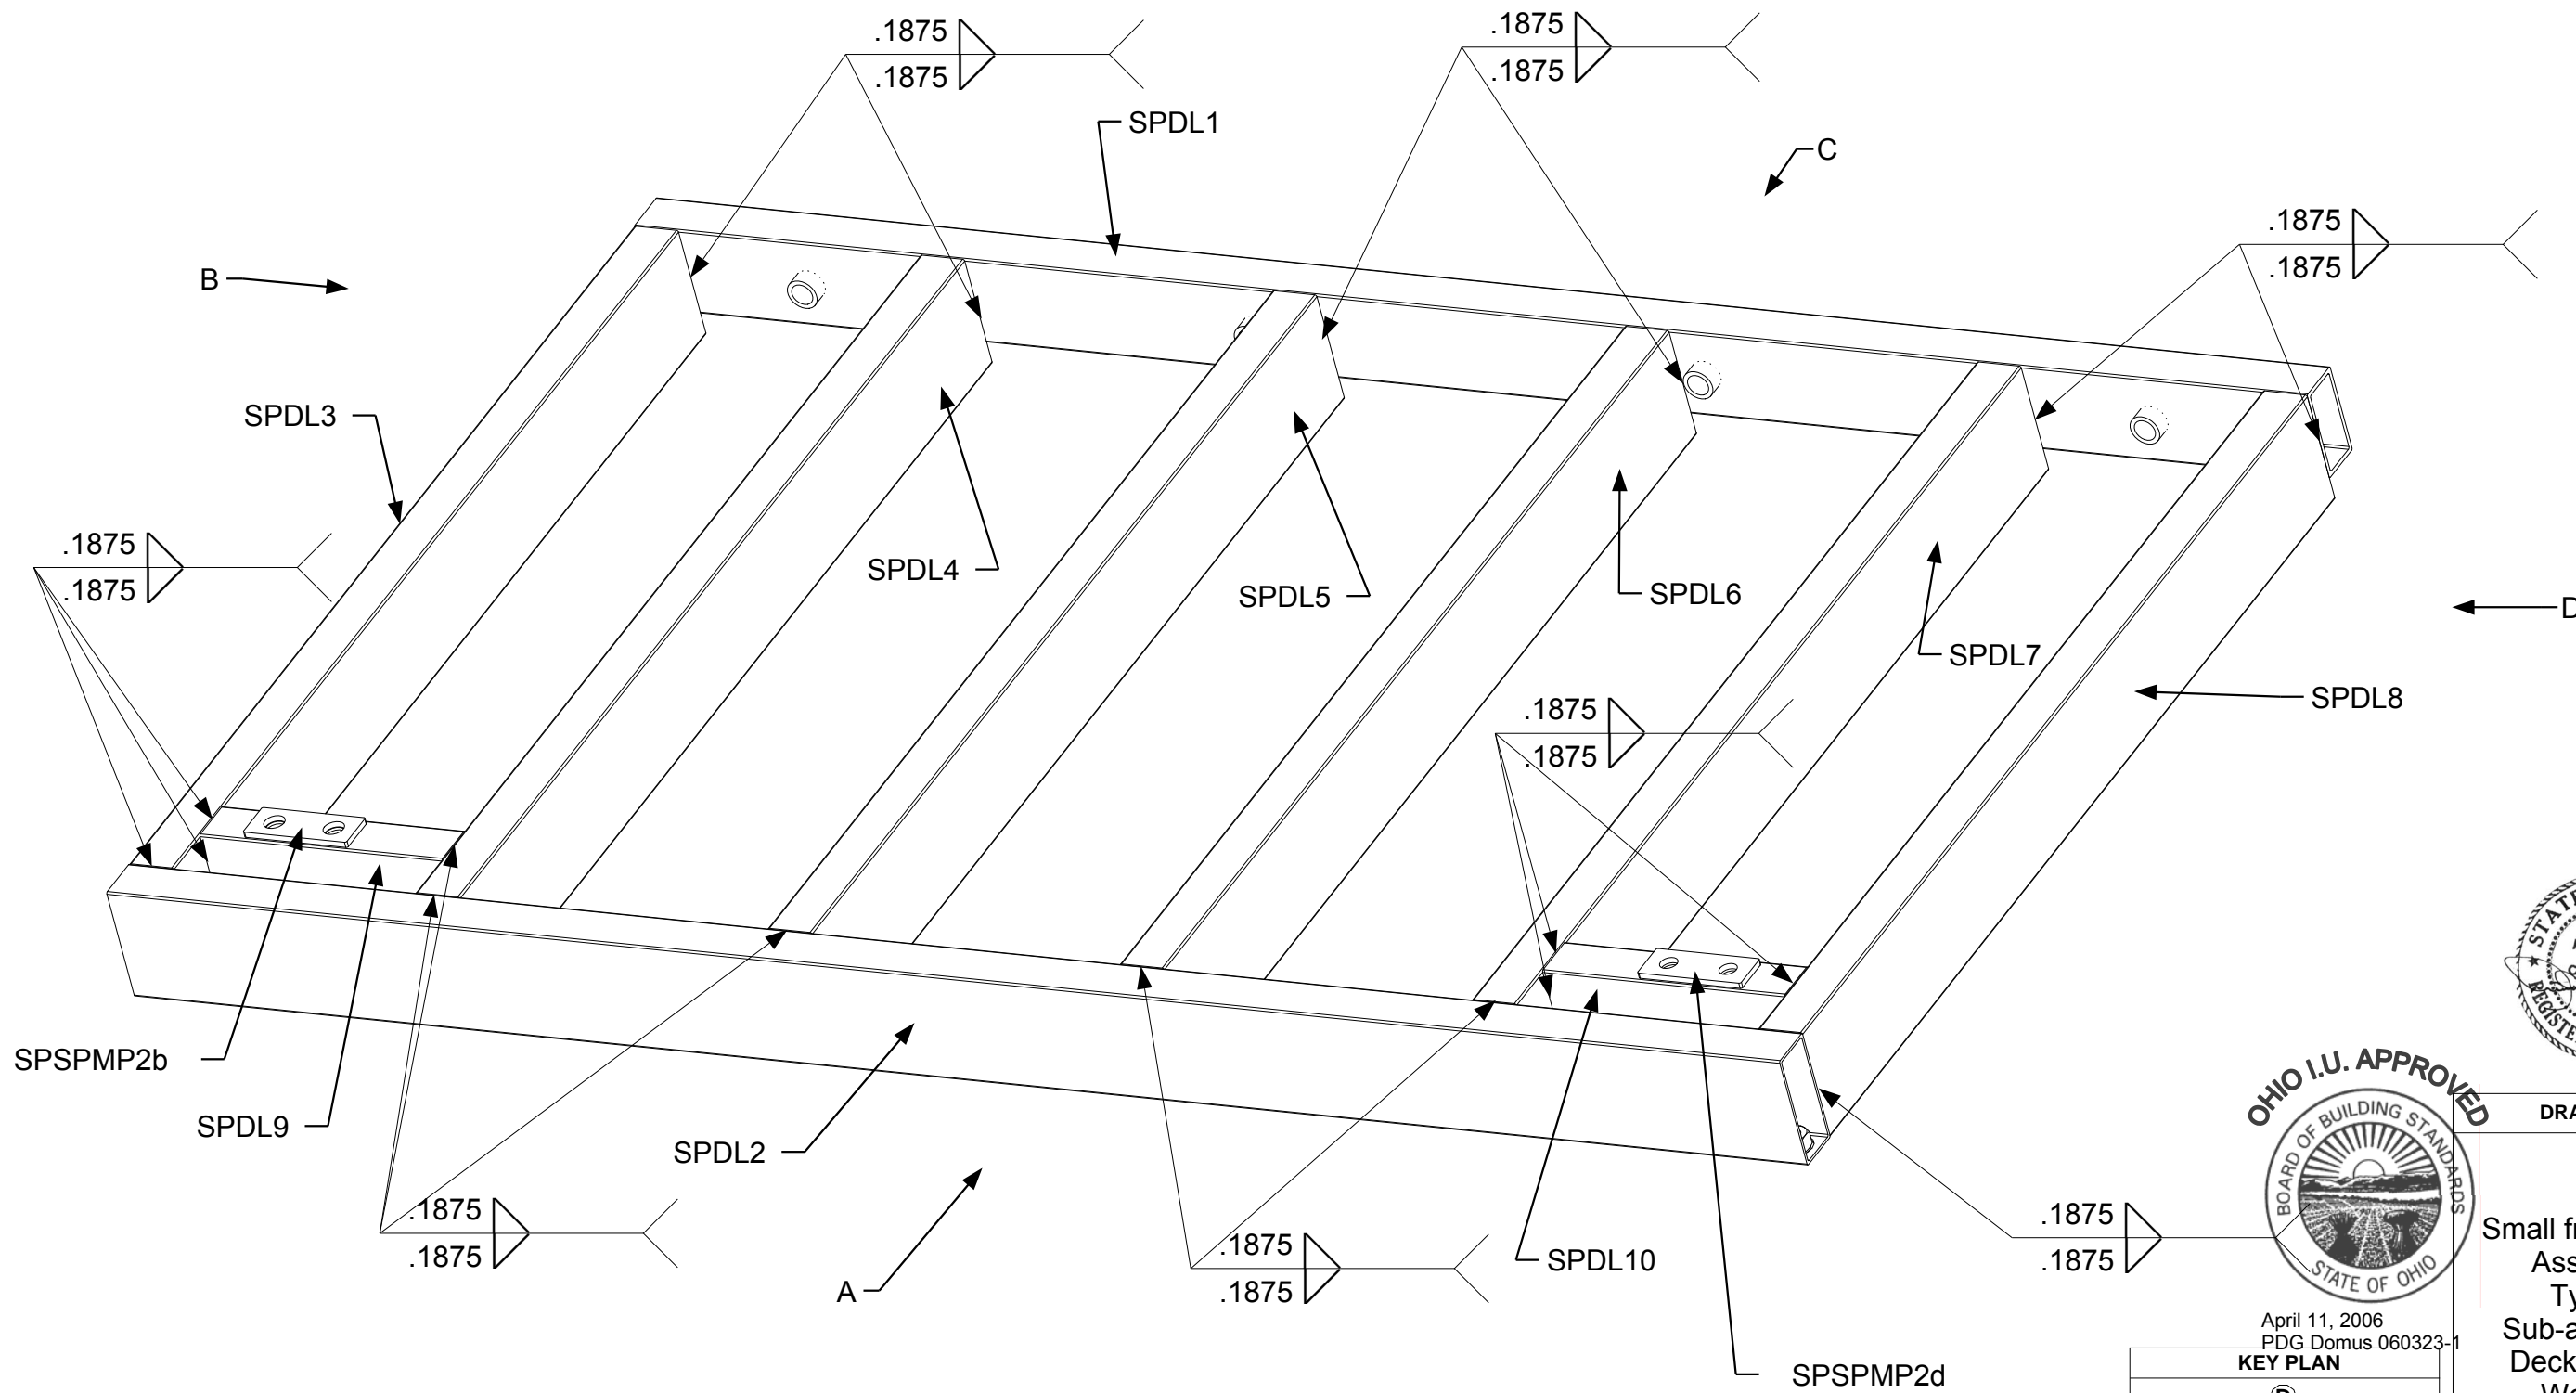 .1875
.1875
.1875
.1875
SPDL1
C
.1875
.1875
B
SPDL3
.1875
.1875
SPDL4
SPDL5
SPDL6
SPDL7
D
SPDL8
.1875
.1875
SPSPMP2b
SPDL9
SPDL2
.1875
.1875
A
.1875
.1875
SPDL10
SPSPMP2d
.1875
.1875
OHIO I.U. APPROVED
BOARD OF BUILDING STANDARDS
STATE OF OHIO
April 11, 2006
PDG Domus 060323-1
KEY PLAN